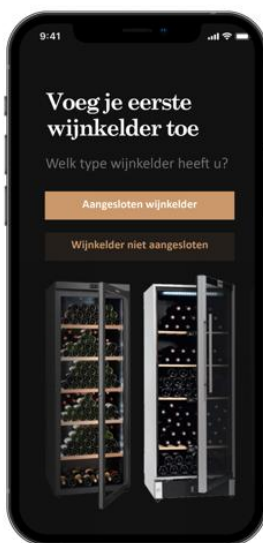 9:41
Voeg je eerste
wijnkelder toe
Welk type wijnkelder heeft u?
Aangesloten wijnkelder
Wijnkelder niet aangesloten